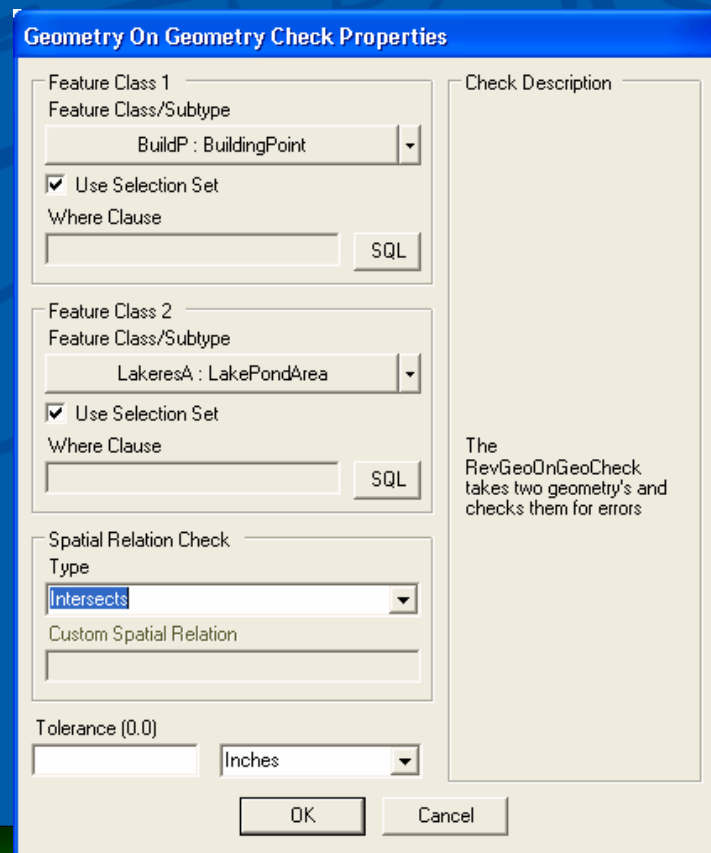 Geometry On Geometry Check Properties
Feature Class 1
Feature Class/Subtype
BuildP : BuildingPoint
Use Selection Set
Where Clause
SQL
Feature Class 2
Feature Class/Subtype
LakeresA : LakePondArea
Use Selection Set
Where Clause
SQL
Spatial Relation Check
Type
Intersects
Custom Spatial Relation
Tolerance (0.0)
Inches
Check Description
The
RevGeoOnGeoCheck
takes two geometry's and
checks them for errors
OK
Cancel